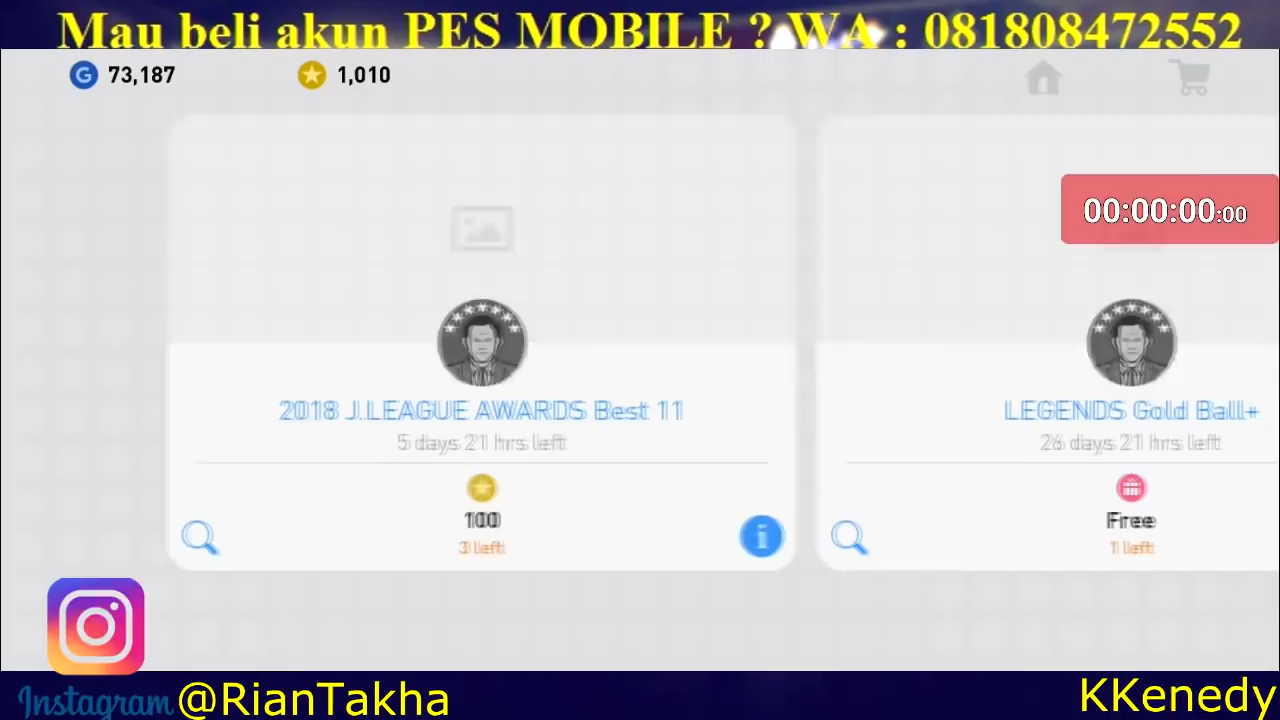 Mau beli akun PES MOBILE ? WA : 081808472552
G 73,187 1,010
00:00:00:00
2018 J.LEAGUE AWARDS Best 11
5 days 21 hrs left
100
3 left
i
LEGENDS Gold Ball+
26 days 21 hrs left
Free
1 left
Instagram @RianTakha
KKenedy